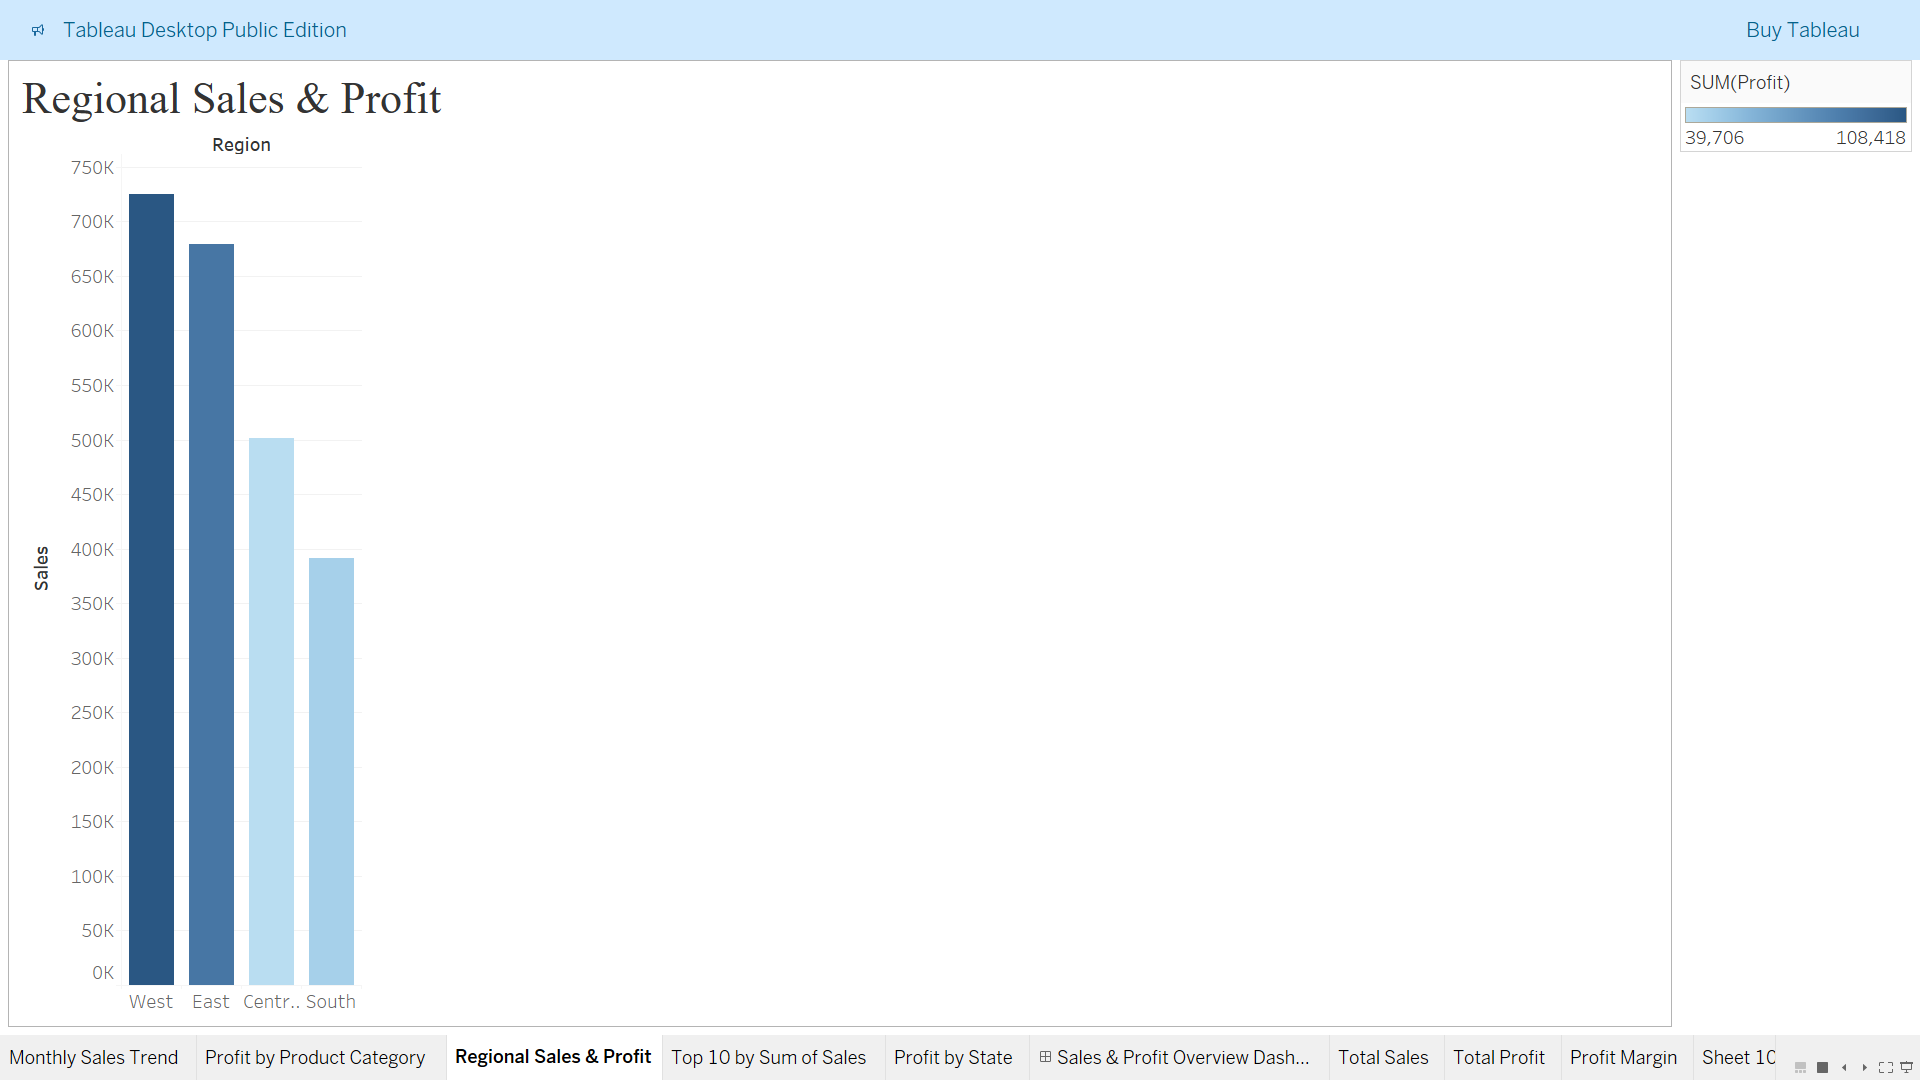 Tableau Desktop Public Edition
Buy Tableau
Regional Sales & Profit
SUM(Profit)
39,706
108,418
Region
750K
700K
650K
600K
550K
500K
450K
400K
350K
300K
250K
200K
150K
100K
50K
0K
Sales
West
East
Centr..
South
Monthly Sales Trend
Profit by Product Category
Regional Sales & Profit
Top 10 by Sum of Sales
Profit by State
Sales & Profit Overview Dash...
Total Sales
Total Profit
Profit Margin
Sheet 10